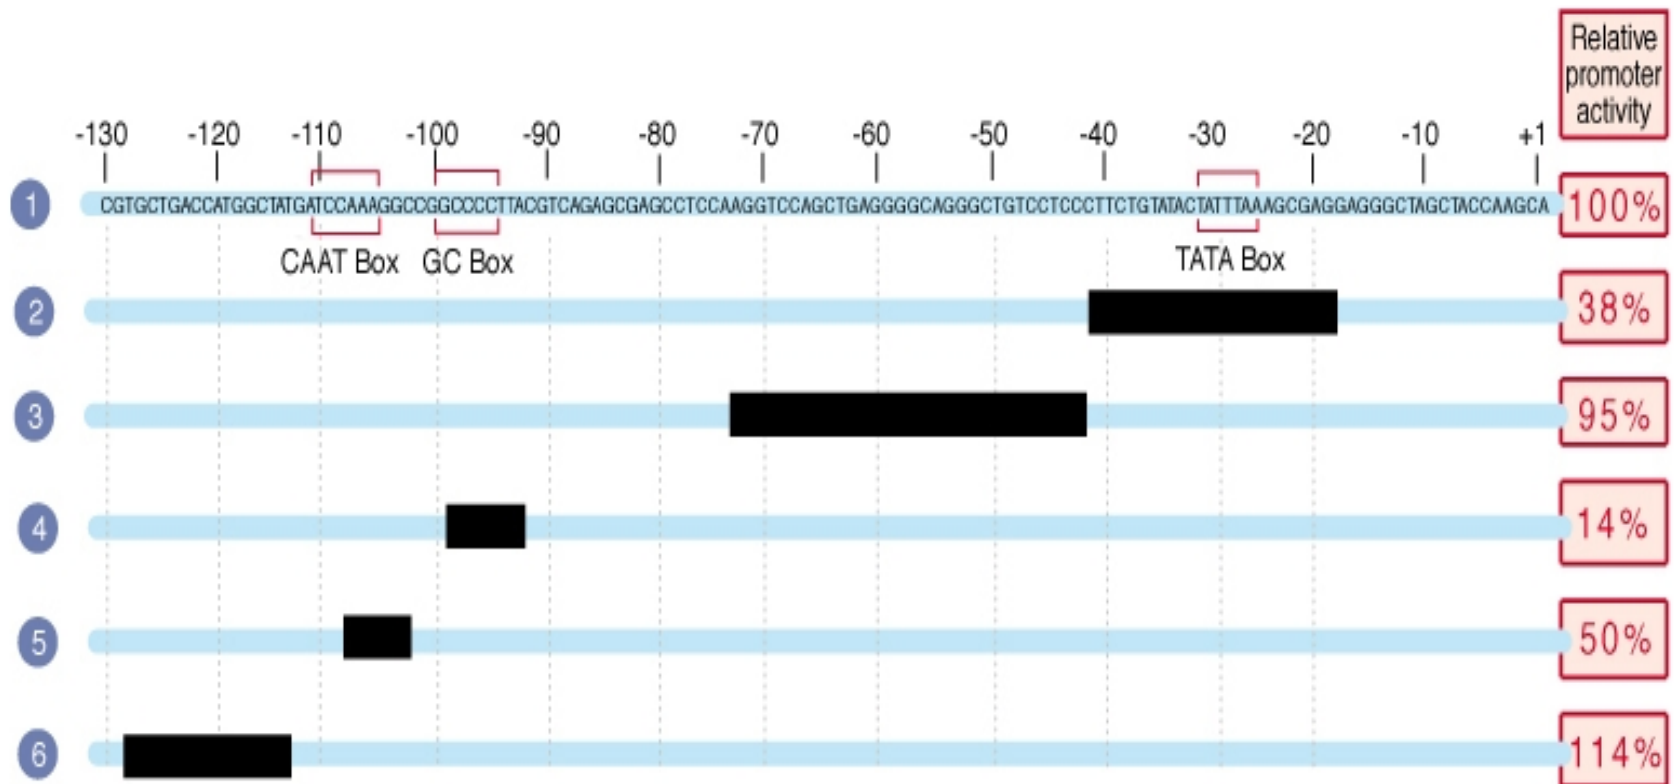 Relative
promoter
activity
-130 -120 -110 -100 -90 -80 -70 -60 -50 -40 -30 -20 -10 +1
1 CGTGCTGACCATGGCTATGATCCAAAGGCCGGCCCCTTACGTCAGAGCGAGCCTCCAAGGTCCAGCTGAGGGGCAGGGCTGTCCTCCCTTCTGTATACTATTTAAAGCGAGGAGGGCTAGCTACCAAGCA 100%
CAAT Box GC Box TATA Box
2 38%
3 95%
4 14%
5 50%
6 114%